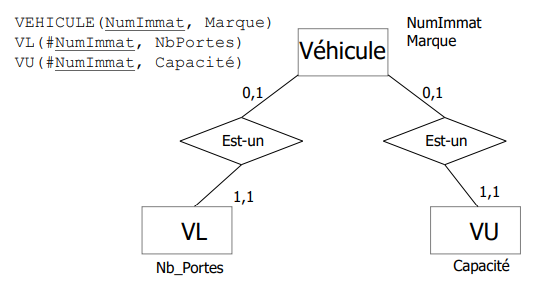 VEHICULE(NumImmat, Marque)
VL(#NumImmat, NbPortes)
VU(#NumImmat, Capacité)
Véhicule
NumImmat
Marque
0,1
0,1
Est-un
Est-un
1,1
1,1
VL
VU
Nb_Portes
Capacité